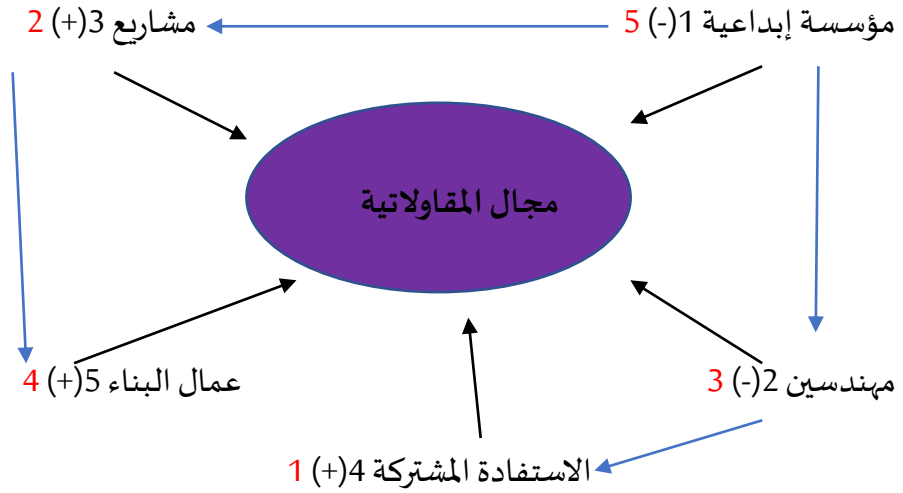 مؤسسة إبداعية 1(-) 5
مشاريع 3(+) 2
مجال المقاولاتية
مهندسين 2(-) 3
عمال البناء 5(+) 4
الاستفادة المشتركة 4(+) 1